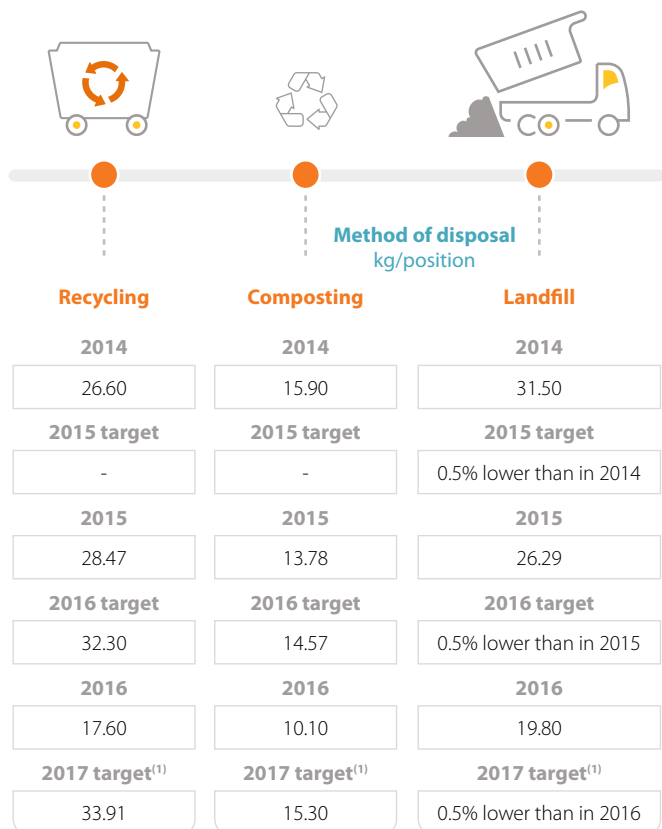 Method of disposal
kg/position
Recycling Composting Landfill
2014 2014 2014
26.60 15.90 31.50
2015 target 2015 target 2015 target
- - 0.5% lower than in 2014
2015 2015 2015
28.47 13.78 26.29
2016 target 2016 target 2016 target
32.30 14.57 0.5% lower than in 2015
2016 2016 2016
17.60 10.10 19.80
2017 target(1) 2017 target(1) 2017 target(1)
33.91 15.30 0.5% lower than in 2016